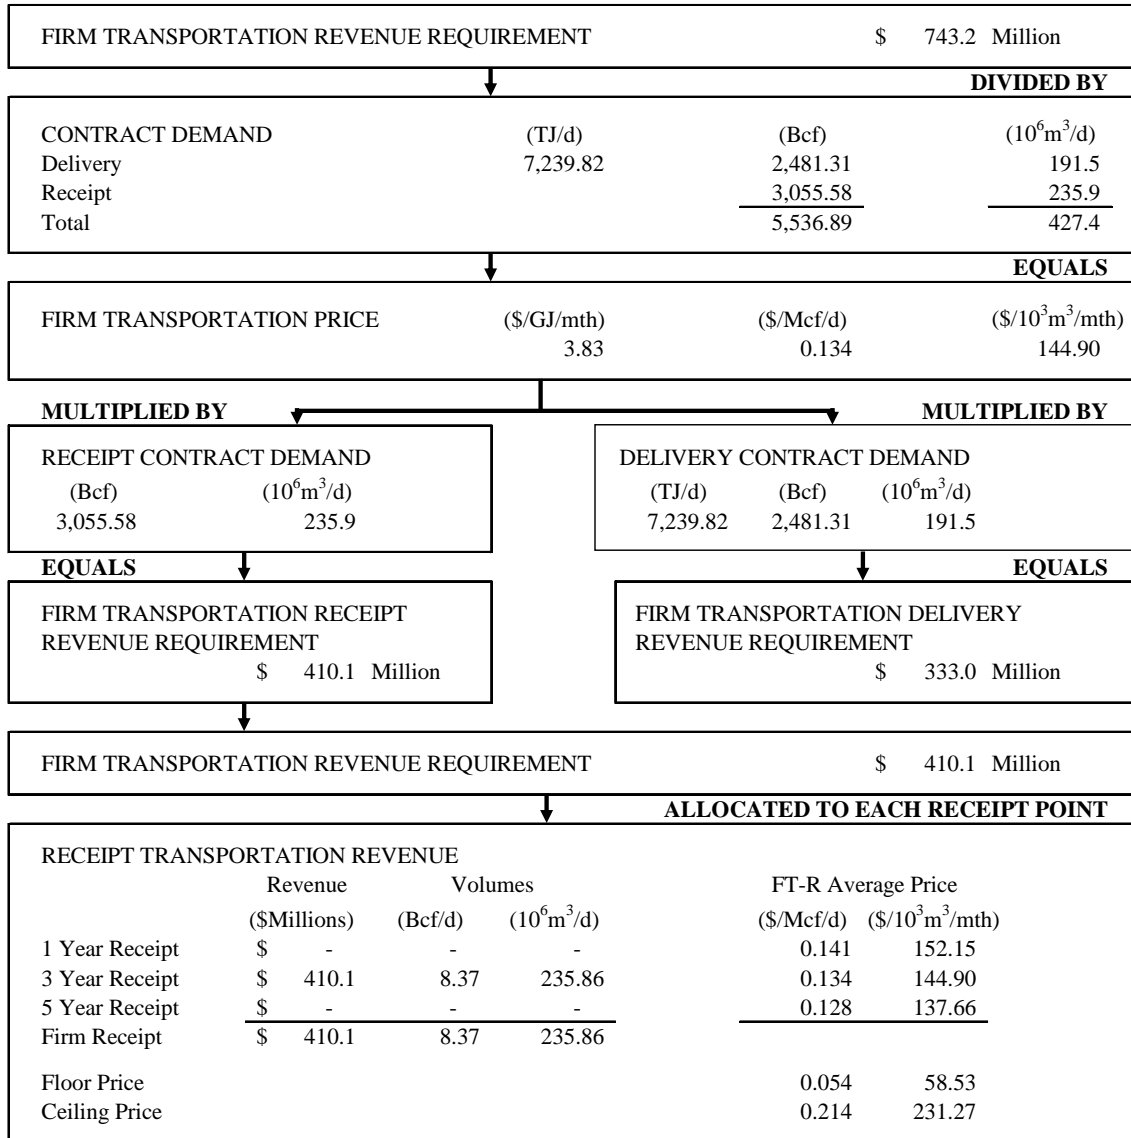 FIRM TRANSPORTATION REVENUE REQUIREMENT $ 743.2 Million
DIVIDED BY
CONTRACT DEMAND (TJ/d) (Bcf) (10⁶m³/d)
Delivery 7,239.82 2,481.31 191.5
Receipt 3,055.58 235.9
Total 5,536.89 427.4
EQUALS
FIRM TRANSPORTATION PRICE ($/GJ/mth) ($/Mcf/d) ($/10³m³/mth)
3.83 0.134 144.90
MULTIPLIED BY MULTIPLIED BY
RECEIPT CONTRACT DEMAND
(Bcf) (10⁶m³/d)
3,055.58 235.9
DELIVERY CONTRACT DEMAND
(TJ/d) (Bcf) (10⁶m³/d)
7,239.82 2,481.31 191.5
EQUALS EQUALS
FIRM TRANSPORTATION RECEIPT
REVENUE REQUIREMENT
$ 410.1 Million
FIRM TRANSPORTATION DELIVERY
REVENUE REQUIREMENT
$ 333.0 Million
FIRM TRANSPORTATION REVENUE REQUIREMENT $ 410.1 Million
ALLOCATED TO EACH RECEIPT POINT
RECEIPT TRANSPORTATION REVENUE
Revenue Volumes FT-R Average Price
($Millions) (Bcf/d) (10⁶m³/d) ($/Mcf/d) ($/10³m³/mth)
1 Year Receipt $ - - - 0.141 152.15
3 Year Receipt $ 410.1 8.37 235.86 0.134 144.90
5 Year Receipt $ - - - 0.128 137.66
Firm Receipt $ 410.1 8.37 235.86
Floor Price 0.054 58.53
Ceiling Price 0.214 231.27